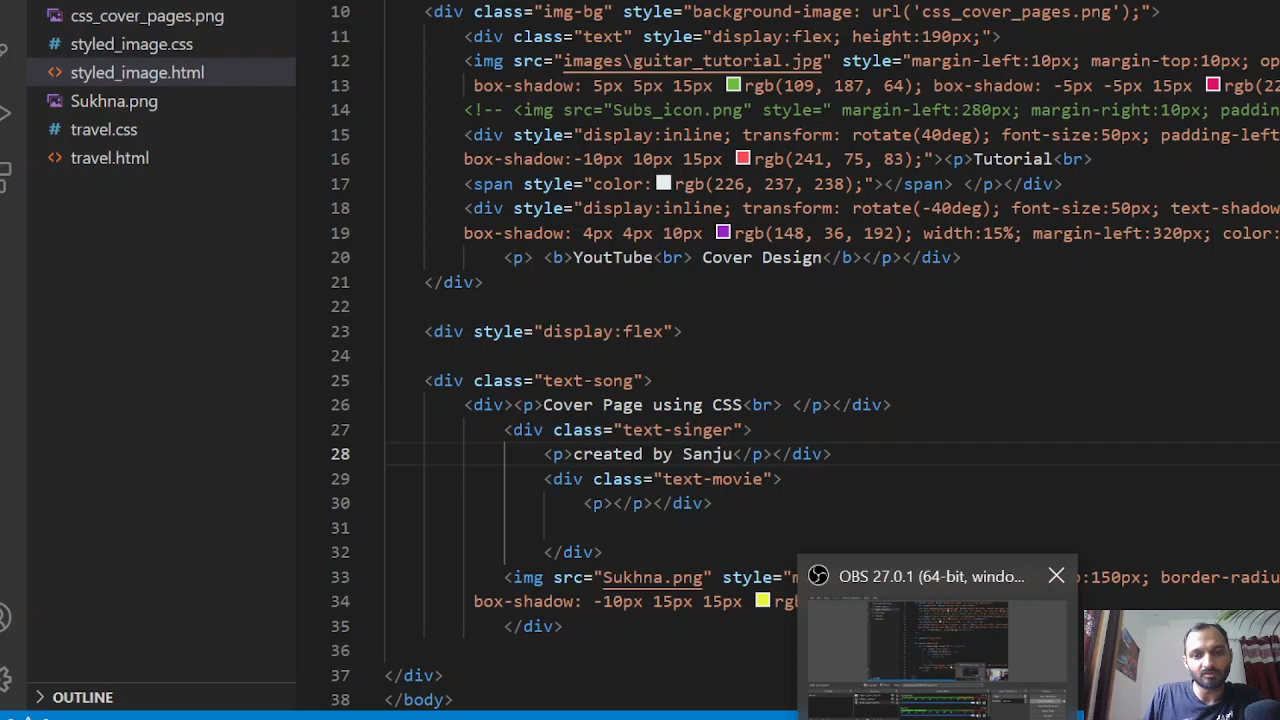 css_cover_pages.png
styled_image.css
styled_image.html
Sukhna.png
travel.css
travel.html
OUTLINE
10 <div class="img-bg" style="background-image: url('css_cover_pages.png');">
11 <div class="text" style="display:flex; height:190px;">
12 <img src="images\guitar_tutorial.jpg" style="margin-left:10px; margin-top:10px; op
13 box-shadow: 5px 5px 15px rgb(109, 187, 64); box-shadow: -5px -5px 15px rgb(22
14 <!-- <img src="Subs_icon.png" style=" margin-left:280px; margin-right:10px; paddin
15 <div style="display:inline; transform: rotate(40deg); font-size:50px; padding-left
16 box-shadow:-10px 10px 15px rgb(241, 75, 83);"><p>Tutorial<br>
17 <span style="color: rgb(226, 237, 238);"></span> </p></div>
18 <div style="display:inline; transform: rotate(-40deg); font-size:50px; text-shadow
19 box-shadow: 4px 4px 10px rgb(148, 36, 192); width:15%; margin-left:320px; color:
20 <p> <b>YoutTube<br> Cover Design</b></p></div>
21 </div>
22
23 <div style="display:flex">
24
25 <div class="text-song">
26 <div><p>Cover Page using CSS<br> </p></div>
27 <div class="text-singer">
28 <p>created by Sanju</p></div>
29 <div class="text-movie">
30 <p></p></div>
31
32 </div>
33 <img src="Sukhna.png" style="m p:150px; border-radiu
34 box-shadow: -10px 15px 15px rg
35 </div>
36
37 </div>
38 </body>
OBS 27.0.1 (64-bit, windo...